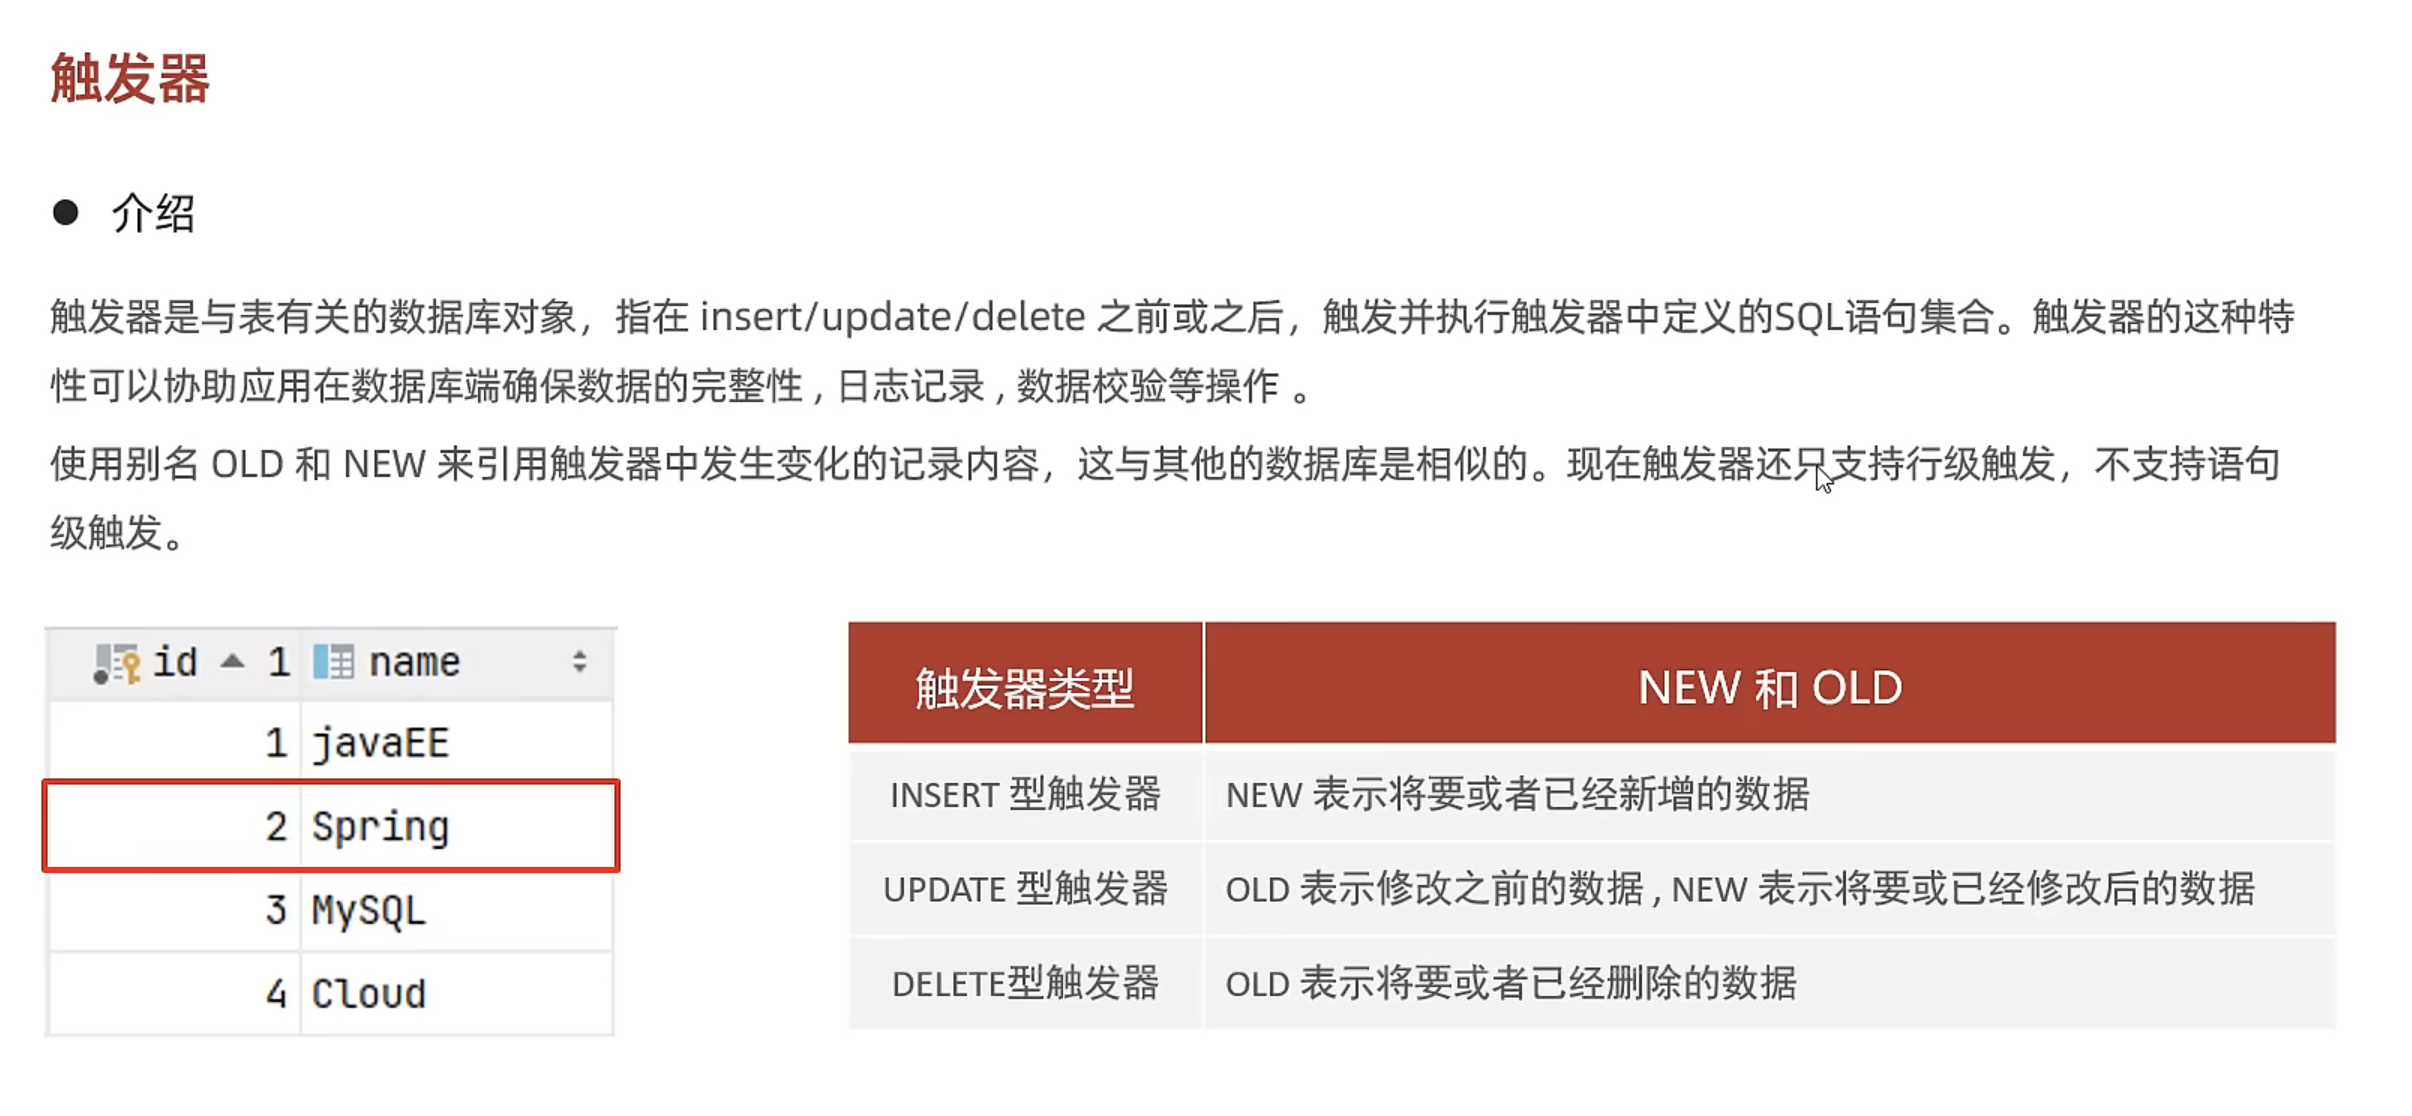 触发器
● 介绍
触发器是与表有关的数据库对象，指在 insert/update/delete 之前或之后，触发并执行触发器中定义的SQL语句集合。触发器的这种特
性可以协助应用在数据库端确保数据的完整性 , 日志记录 , 数据校验等操作 。
使用别名 OLD 和 NEW 来引用触发器中发生变化的记录内容，这与其他的数据库是相似的。现在触发器还只支持行级触发，不支持语句
级触发。
id 1 name
1 javaEE
2 Spring
3 MySQL
4 Cloud
触发器类型 NEW 和 OLD
INSERT 型触发器 NEW 表示将要或者已经新增的数据
UPDATE 型触发器 OLD 表示修改之前的数据 , NEW 表示将要或已经修改后的数据
DELETE型触发器 OLD 表示将要或者已经删除的数据